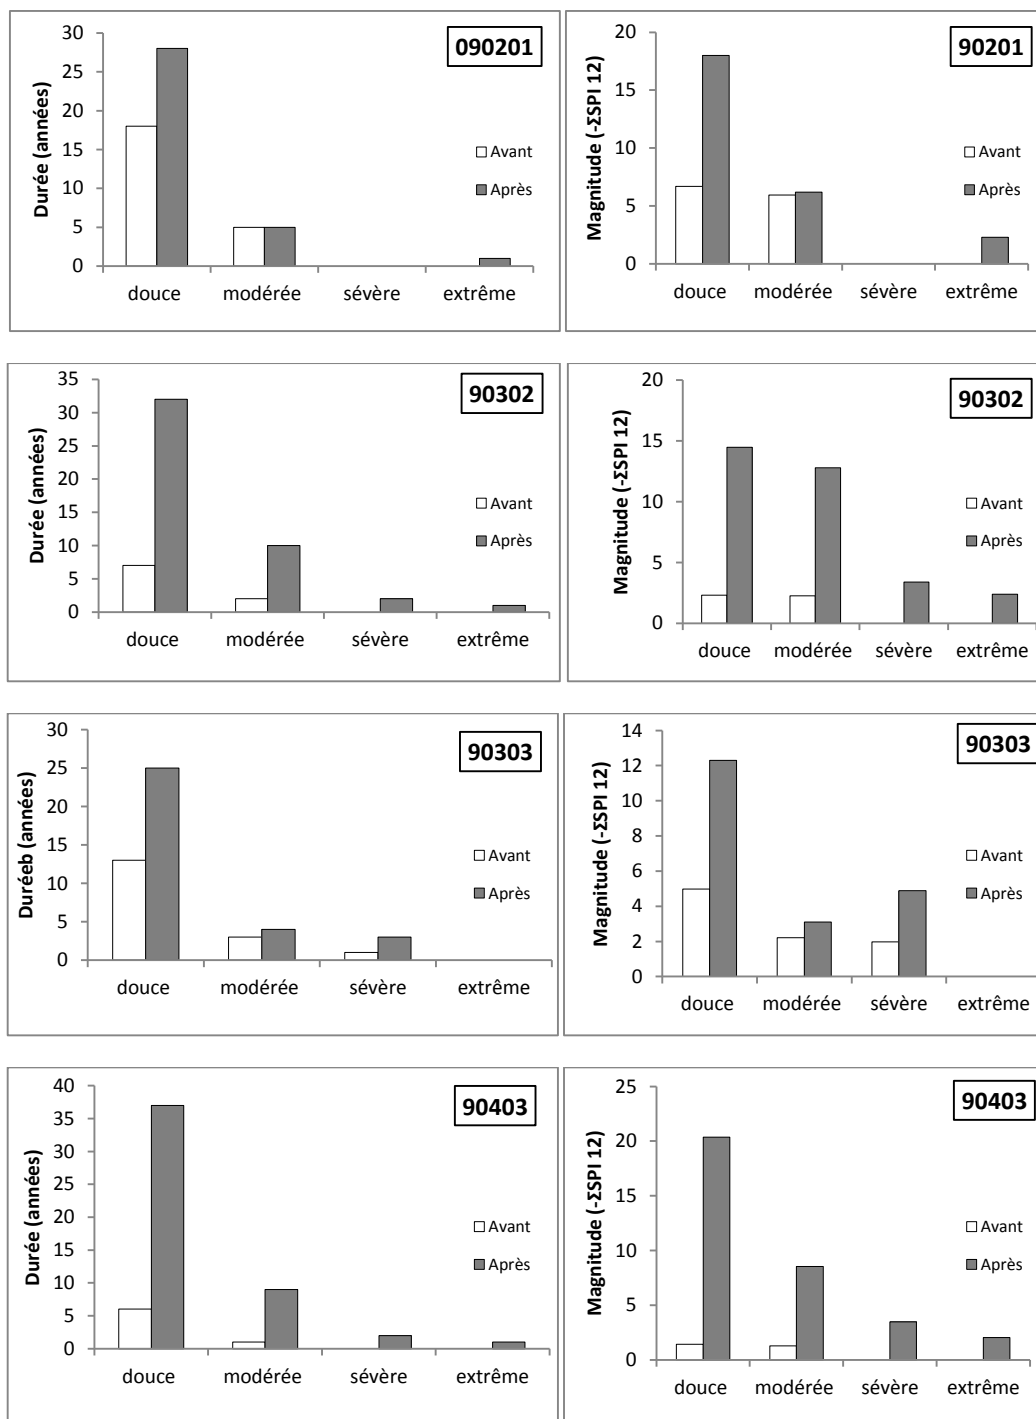 090201
Durée (années)
30
25
20
15
10
5
0
Avant
Après
douce modérée sévère extrême
90201
Magnitude (-ΣSPI 12)
20
15
10
5
0
Avant
Après
douce modérée sévère extrême
90302
Durée (années)
35
30
25
20
15
10
5
0
Avant
Après
douce modérée sévère extrême
90302
Magnitude (-ΣSPI 12)
20
15
10
5
0
Avant
Après
douce modérée sévère extrême
90303
Duréeb (années)
30
25
20
15
10
5
0
Avant
Après
douce modérée sévère extrême
90303
Magnitude (-ΣSPI 12)
14
12
10
8
6
4
2
0
Avant
Après
douce modérée sévère extrême
90403
Durée (années)
40
35
30
25
20
15
10
5
0
Avant
Après
douce modérée sévère extrême
90403
Magnitude (-ΣSPI 12)
25
20
15
10
5
0
Avant
Après
douce modérée sévère extrême